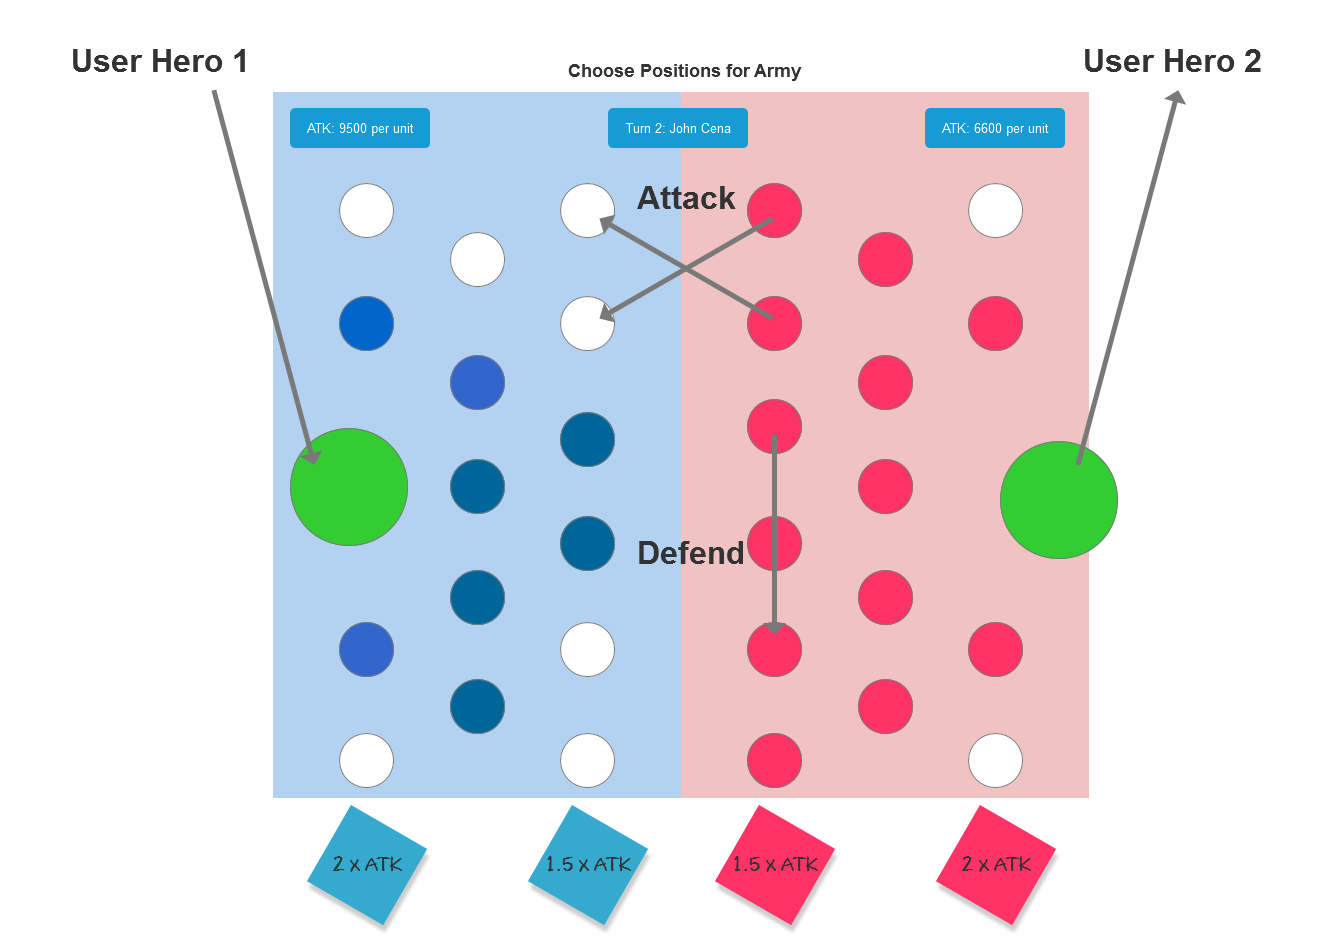 User Hero 1
User Hero 2
Choose Positions for Army
ATK: 9500 per unit
Turn 2: John Cena
ATK: 6600 per unit
Attack
Defend
2 x ATK
1.5 x ATK
1.5 x ATK
2 x ATK